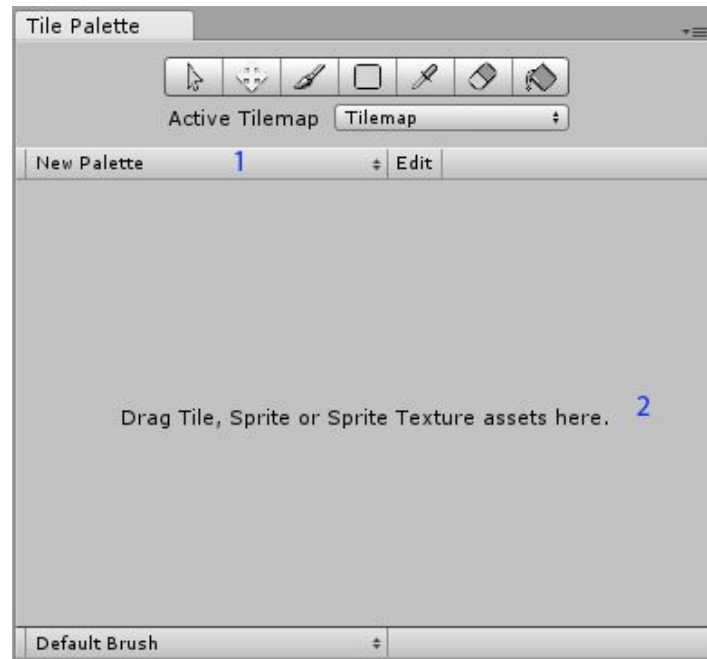 Tile Palette
Active Tilemap Tilemap
New Palette 1 Edit
Drag Tile, Sprite or Sprite Texture assets here. 2
Default Brush